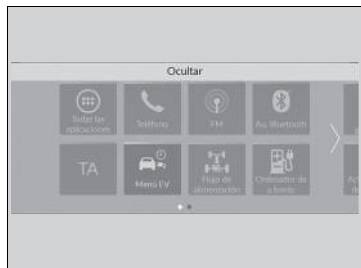 Ocultar
Todas las
aplicaciones
Teléfono
FM
Au. Bluetooth
TA
Menú EV
Flujo de
alimentación
Ordenador de
a bordo